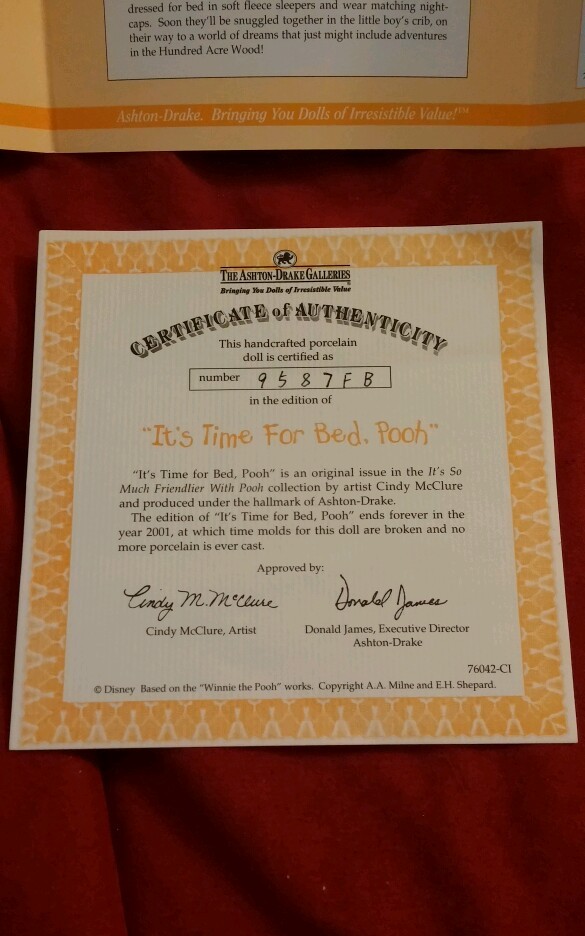 dressed for bed in soft fleece sleepers and wear matching night-
caps. Soon they'll be snuggled together in the little boy's crib, on
their way to a world of dreams that just might include adventures
in the Hundred Acre Wood!
Ashton-Drake. Bringing You Dolls of Irresistible Value!℠
THE ASHTON-DRAKE GALLERIES
Bringing You Dolls of Irresistible Value
CERTIFICATE of AUTHENTICITY
This handcrafted porcelain
doll is certified as
number 9587FB
in the edition of
"It's Time For Bed, Pooh"
"It's Time for Bed, Pooh" is an original issue in the It's So
Much Friendlier With Pooh collection by artist Cindy McClure
and produced under the hallmark of Ashton-Drake.
The edition of "It's Time for Bed, Pooh" ends forever in the
year 2001, at which time molds for this doll are broken and no
more porcelain is ever cast.
Approved by:
Cindy M. McClure Donald James
Cindy McClure, Artist Donald James, Executive Director
Ashton-Drake
76042-CI
© Disney Based on the "Winnie the Pooh" works. Copyright A.A. Milne and E.H. Shepard.